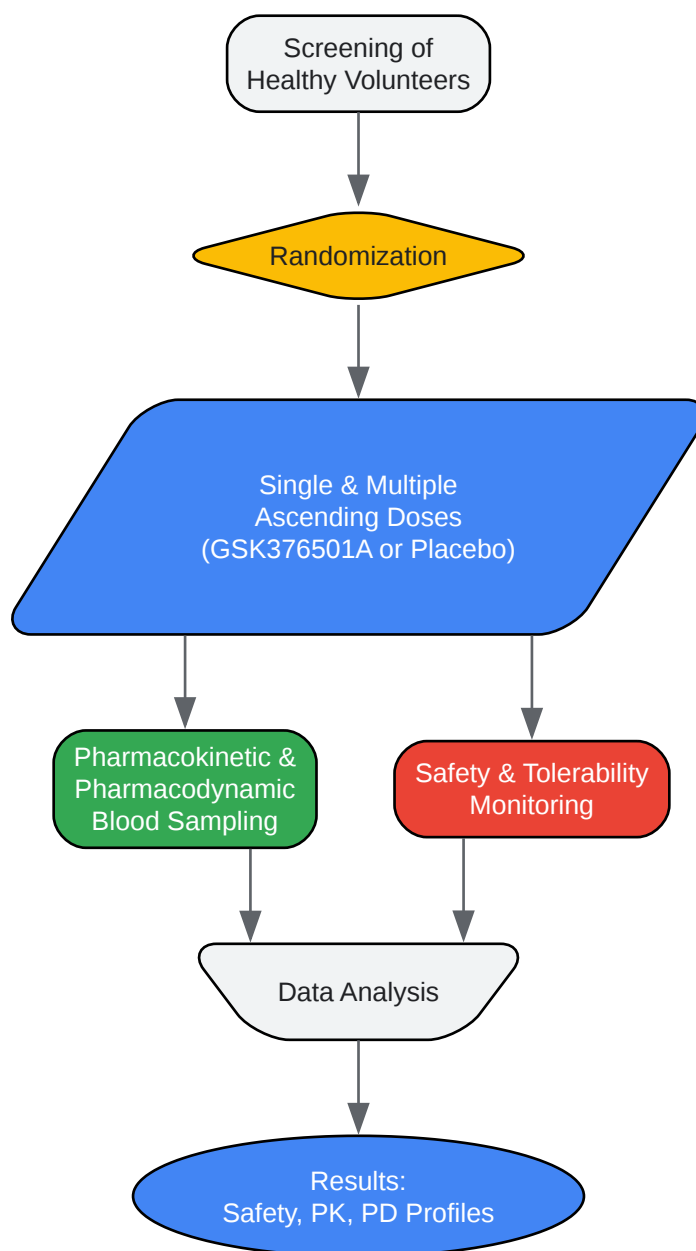 Screening of
Healthy Volunteers
Randomization
Single & Multiple
Ascending Doses
(GSK376501A or Placebo)
Pharmacokinetic &
Pharmacodynamic
Blood Sampling
Safety & Tolerability
Monitoring
Data Analysis
Results:
Safety, PK, PD Profiles